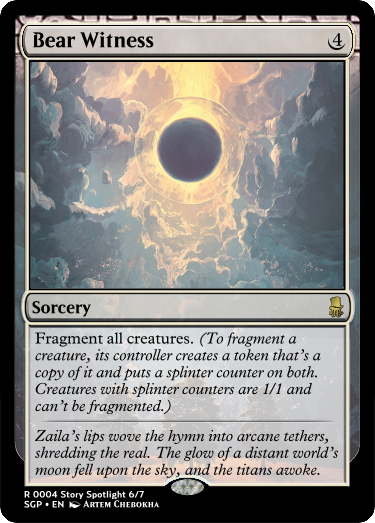 Bear Witness
4
Sorcery
Fragment all creatures. (To fragment a
creature, its controller creates a token that's a
copy of it and puts a splinter counter on both.
Creatures with splinter counters are 1/1 and
can't be fragmented.)
Zaila's lips wove the hymn into arcane tethers,
shredding the real. The glow of a distant world's
moon fell upon the sky, and the titans awoke.
R 0004 Story Spotlight 6/7
SGP • EN Artem Chebokha